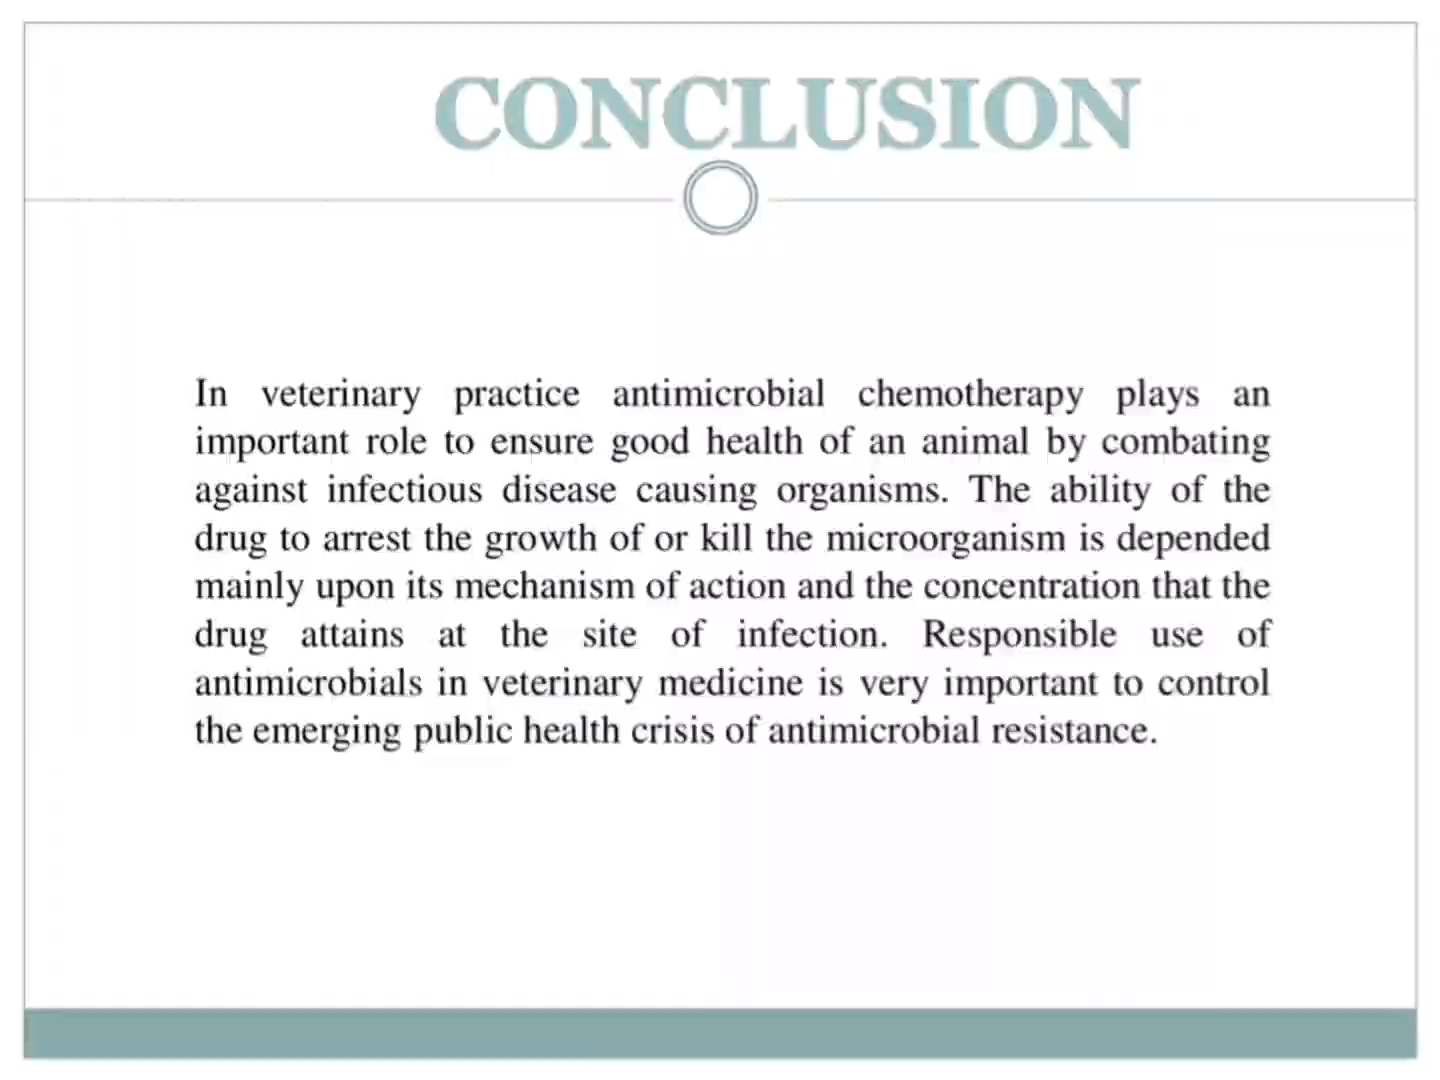 CONCLUSION
In veterinary practice antimicrobial chemotherapy plays an
important role to ensure good health of an animal by combating
against infectious disease causing organisms. The ability of the
drug to arrest the growth of or kill the microorganism is depended
mainly upon its mechanism of action and the concentration that the
drug attains at the site of infection. Responsible use of
antimicrobials in veterinary medicine is very important to control
the emerging public health crisis of antimicrobial resistance.